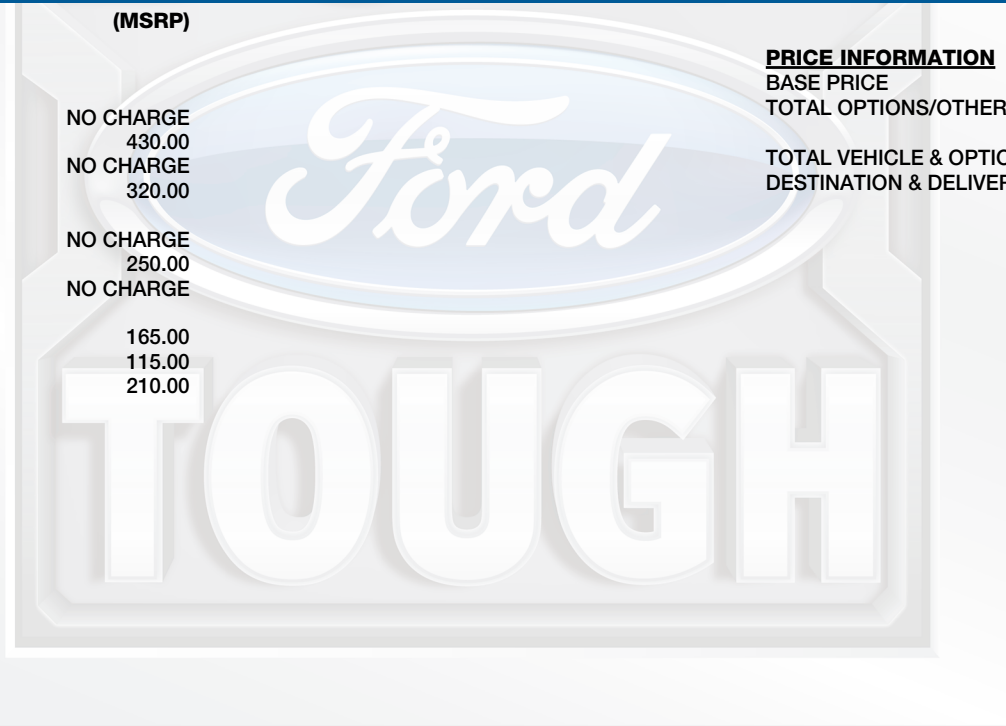 (MSRP)
NO CHARGE
430.00
NO CHARGE
320.00
NO CHARGE
250.00
NO CHARGE
165.00
115.00
210.00
PRICE INFORMATION
BASE PRICE
TOTAL OPTIONS/OTHER
TOTAL VEHICLE & OPTIO
DESTINATION & DELIVER
Ford
TOUGH